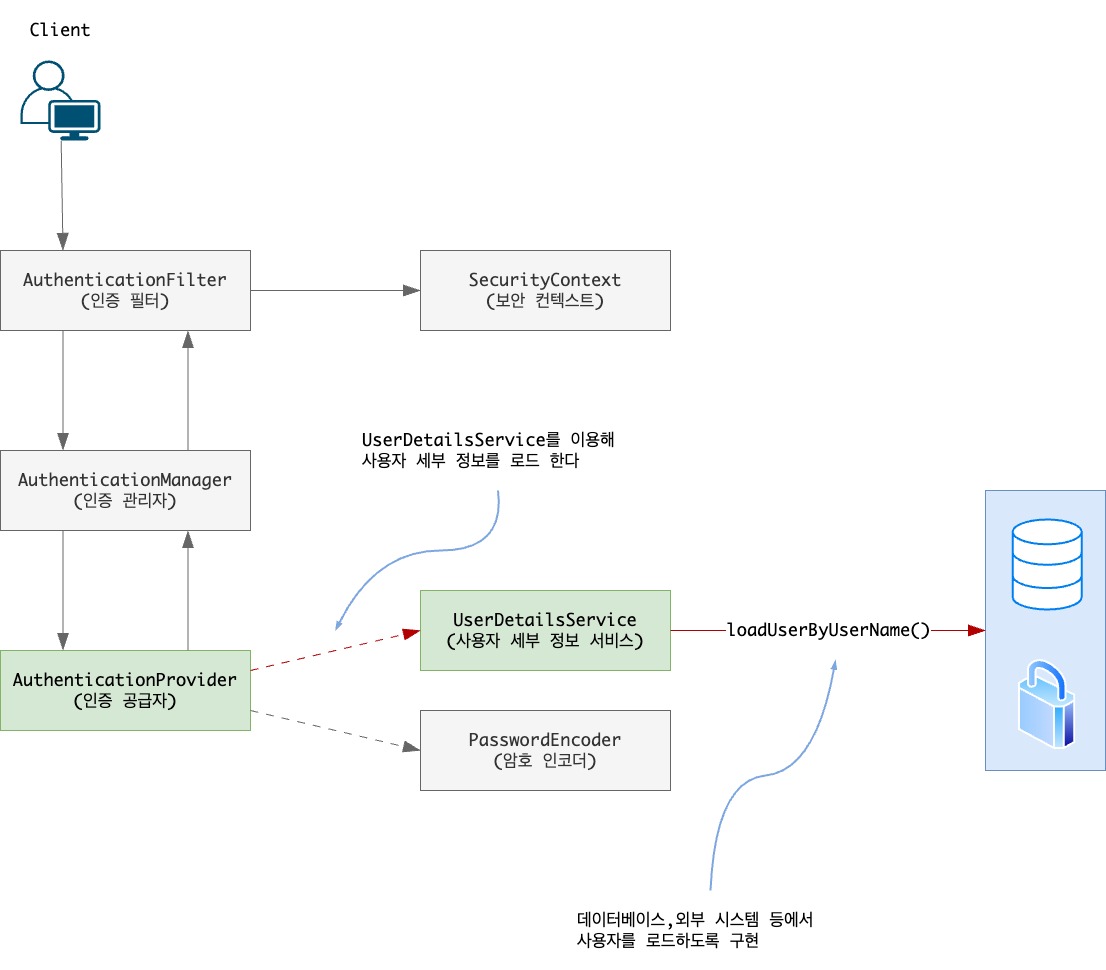 Client
AuthenticationFilter
(인증 필터)
SecurityContext
(보안 컨텍스트)
UserDetailsService를 이용해
사용자 세부 정보를 로드 한다
AuthenticationManager
(인증 관리자)
UserDetailsService
(사용자 세부 정보 서비스)
loadUserByUserName()
AuthenticationProvider
(인증 공급자)
PasswordEncoder
(암호 인코더)
데이터베이스,외부 시스템 등에서
사용자를 로드하도록 구현